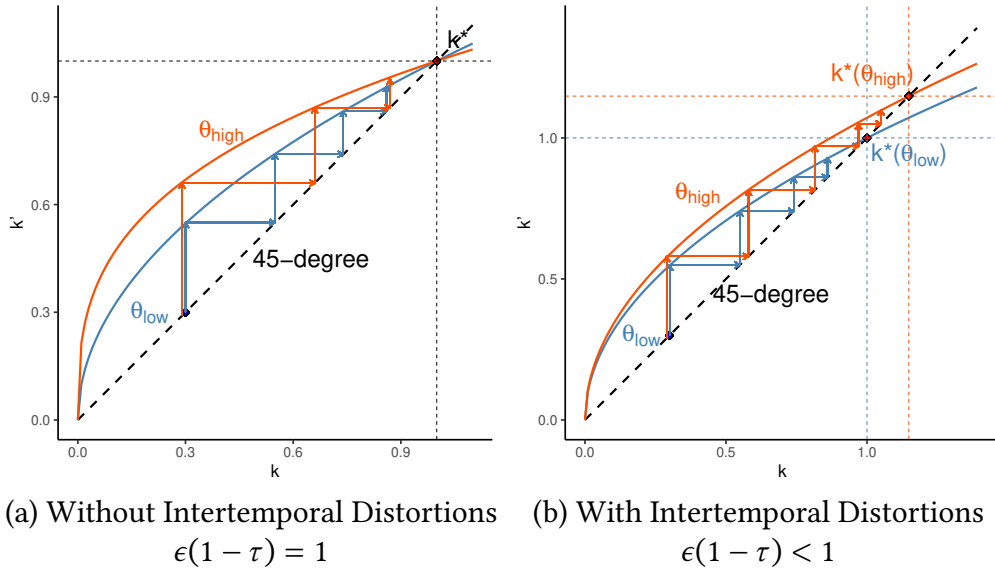 k*
θhigh
45−degree
θlow
k'
0.9
0.6
0.3
0.0
0.0 0.3 0.6 0.9
k
k*(θhigh)
k*(θlow)
θhigh
45−degree
θlow
k'
1.0
0.5
0.0
0.0 0.5 1.0
k
(a) Without Intertemporal Distortions
ϵ(1 − τ) = 1
(b) With Intertemporal Distortions
ϵ(1 − τ) < 1